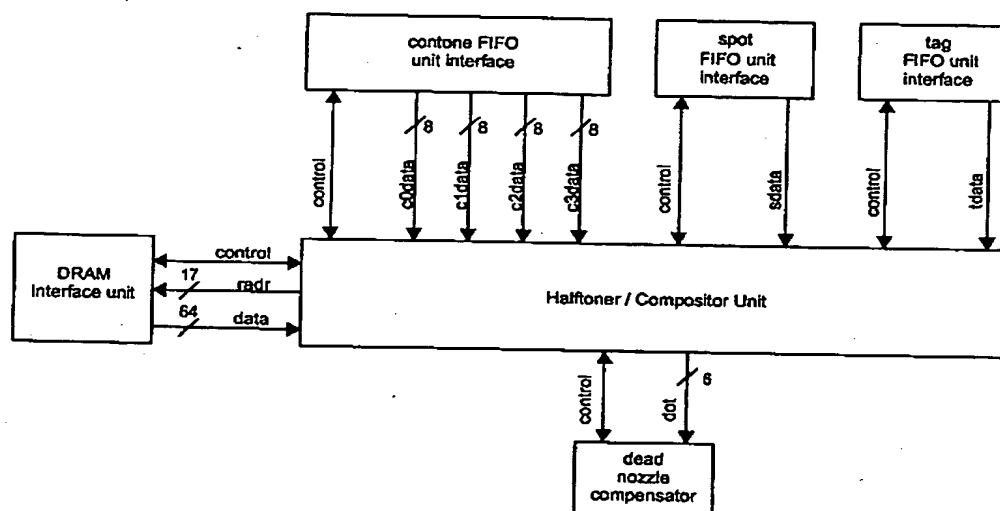 contone FIFO
unit interface
spot
FIFO unit
interface
tag
FIFO unit
interface
8
8
8
8
control
c0data
c1data
c2data
c3data
control
sdata
control
tdata
DRAM
Interface unit
control
17
radr
64
data
Halftoner / Compositor Unit
control
dot
6
dead
nozzle
compensator